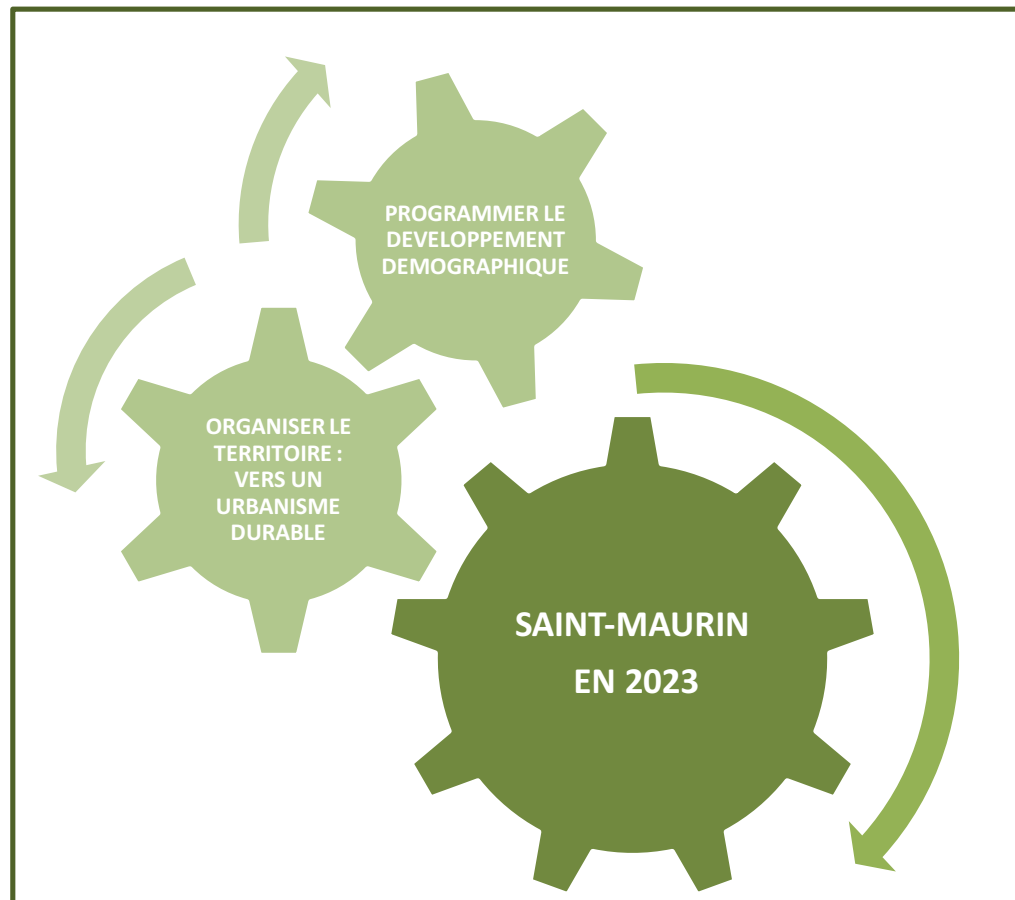 PROGRAMMER LE
DEVELOPPEMENT
DEMOGRAPHIQUE
ORGANISER LE
TERRITOIRE :
VERS UN
URBANISME
DURABLE
SAINT-MAURIN
EN 2023